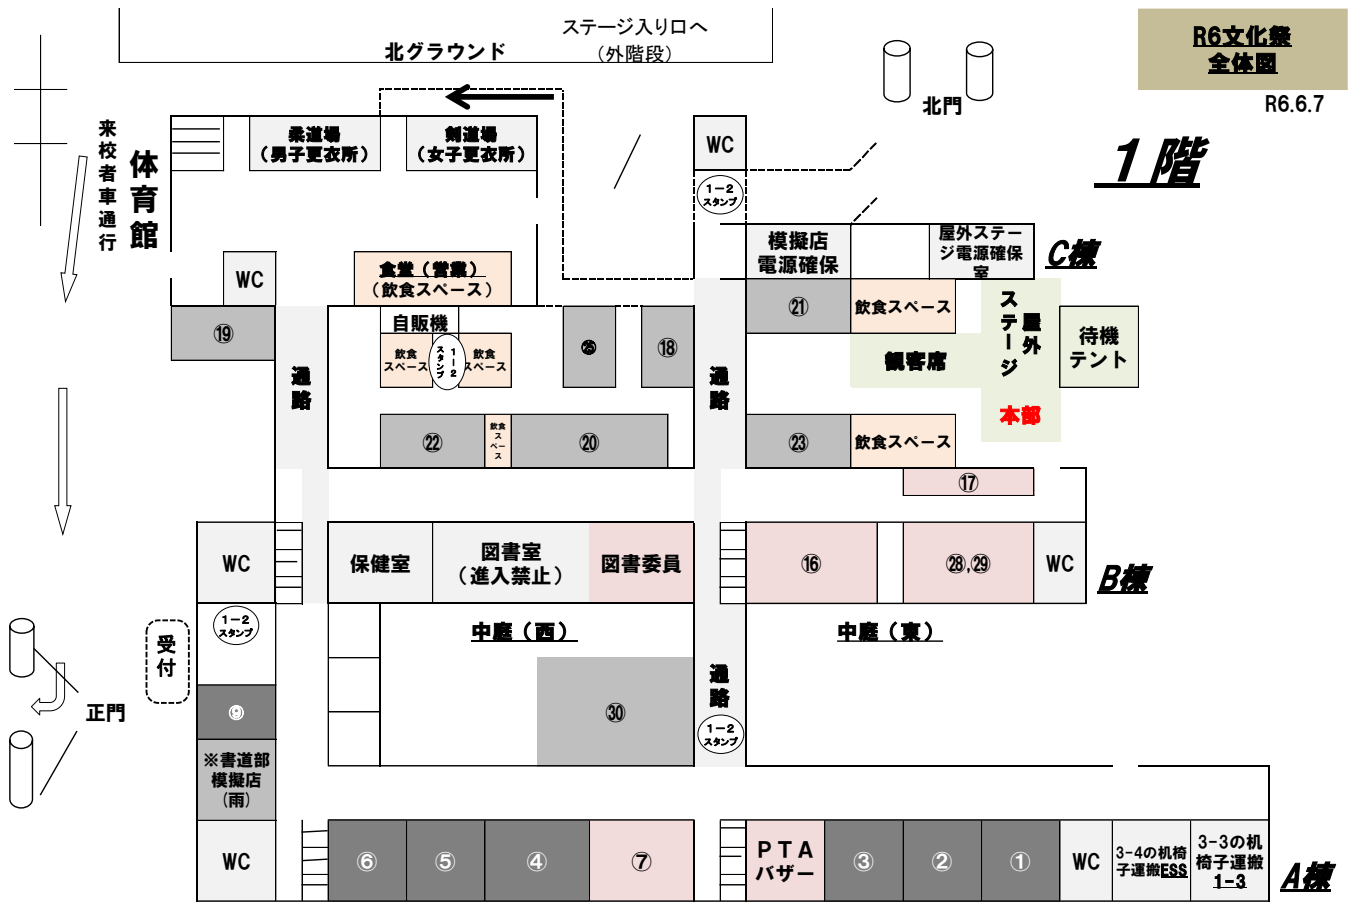 ステージ入り口へ
(外階段)
北グラウンド
R6文化祭
全体図
R6.6.7
北門
1階
来校者車通行
体育館
柔道場
(男子更衣所)
剣道場
(女子更衣所)
WC
1-2
スタンプ
模擬店
電源確保
屋外ステー
ジ電源確保
室
C棟
WC
食堂(営業)
(飲食スペース)
⑲
自販機
飲食
スペース
1-2
スタンプ
飲食
スペース
㉕
⑱
通路
通路
㉑
飲食スペース
ステージ
屋外
観客席
待機
テント
本部
㉒
飲食
ス
ペー
ス
⑳
㉓
飲食スペース
⑰
WC
保健室
図書室
(進入禁止)
図書委員
⑯
㉘,㉙
WC
B棟
1-2
スタンプ
受付
中庭(西)
中庭(東)
正門
⑨
㉚
通路
1-2
スタンプ
※書道部
模擬店
(雨)
WC
⑥
⑤
④
⑦
PTA
バザー
③
②
①
WC
3-4の机椅
子運搬ESS
3-3の机
椅子運搬
1-3
A棟